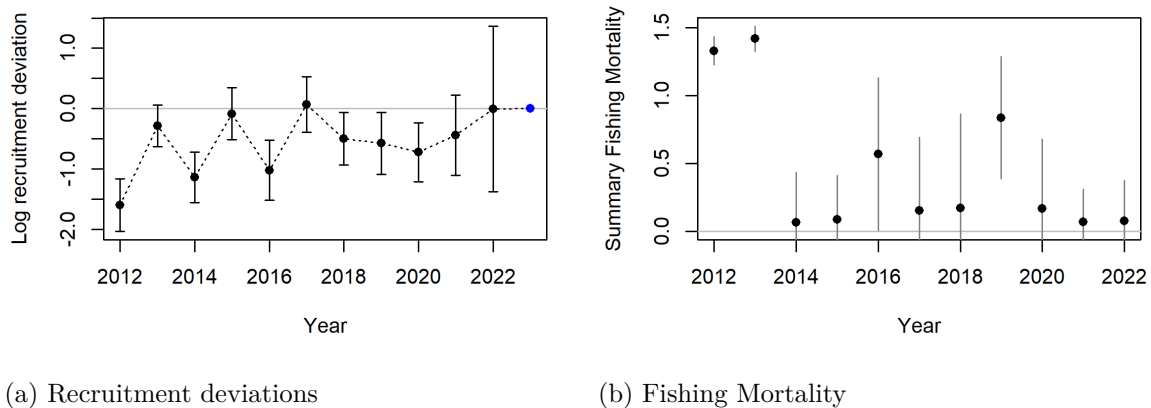 Log recruitment deviation
1.0
0.0
-1.0
-2.0
2012 2014 2016 2018 2020 2022
Year
(a) Recruitment deviations
Summary Fishing Mortality
1.5
1.0
0.5
0.0
2012 2014 2016 2018 2020 2022
Year
(b) Fishing Mortality